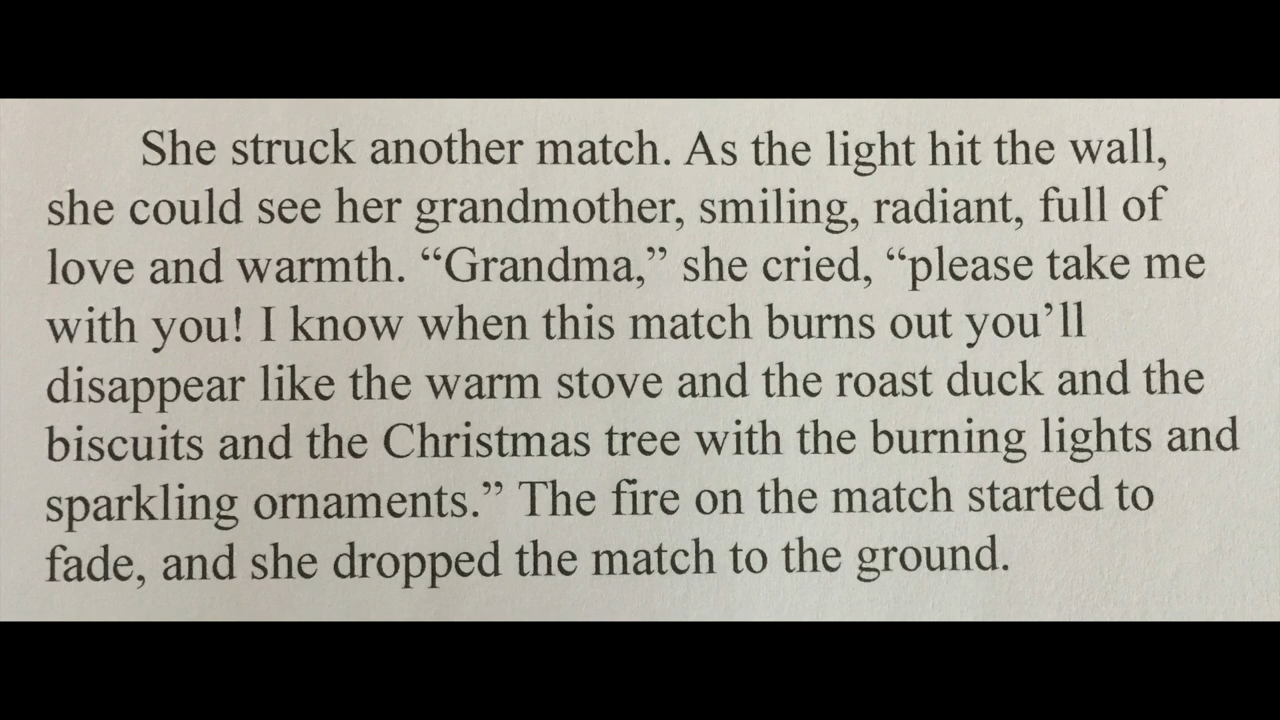 She struck another match. As the light hit the wall,
she could see her grandmother, smiling, radiant, full of
love and warmth. “Grandma,” she cried, “please take me
with you! I know when this match burns out you’ll
disappear like the warm stove and the roast duck and the
biscuits and the Christmas tree with the burning lights and
sparkling ornaments.” The fire on the match started to
fade, and she dropped the match to the ground.